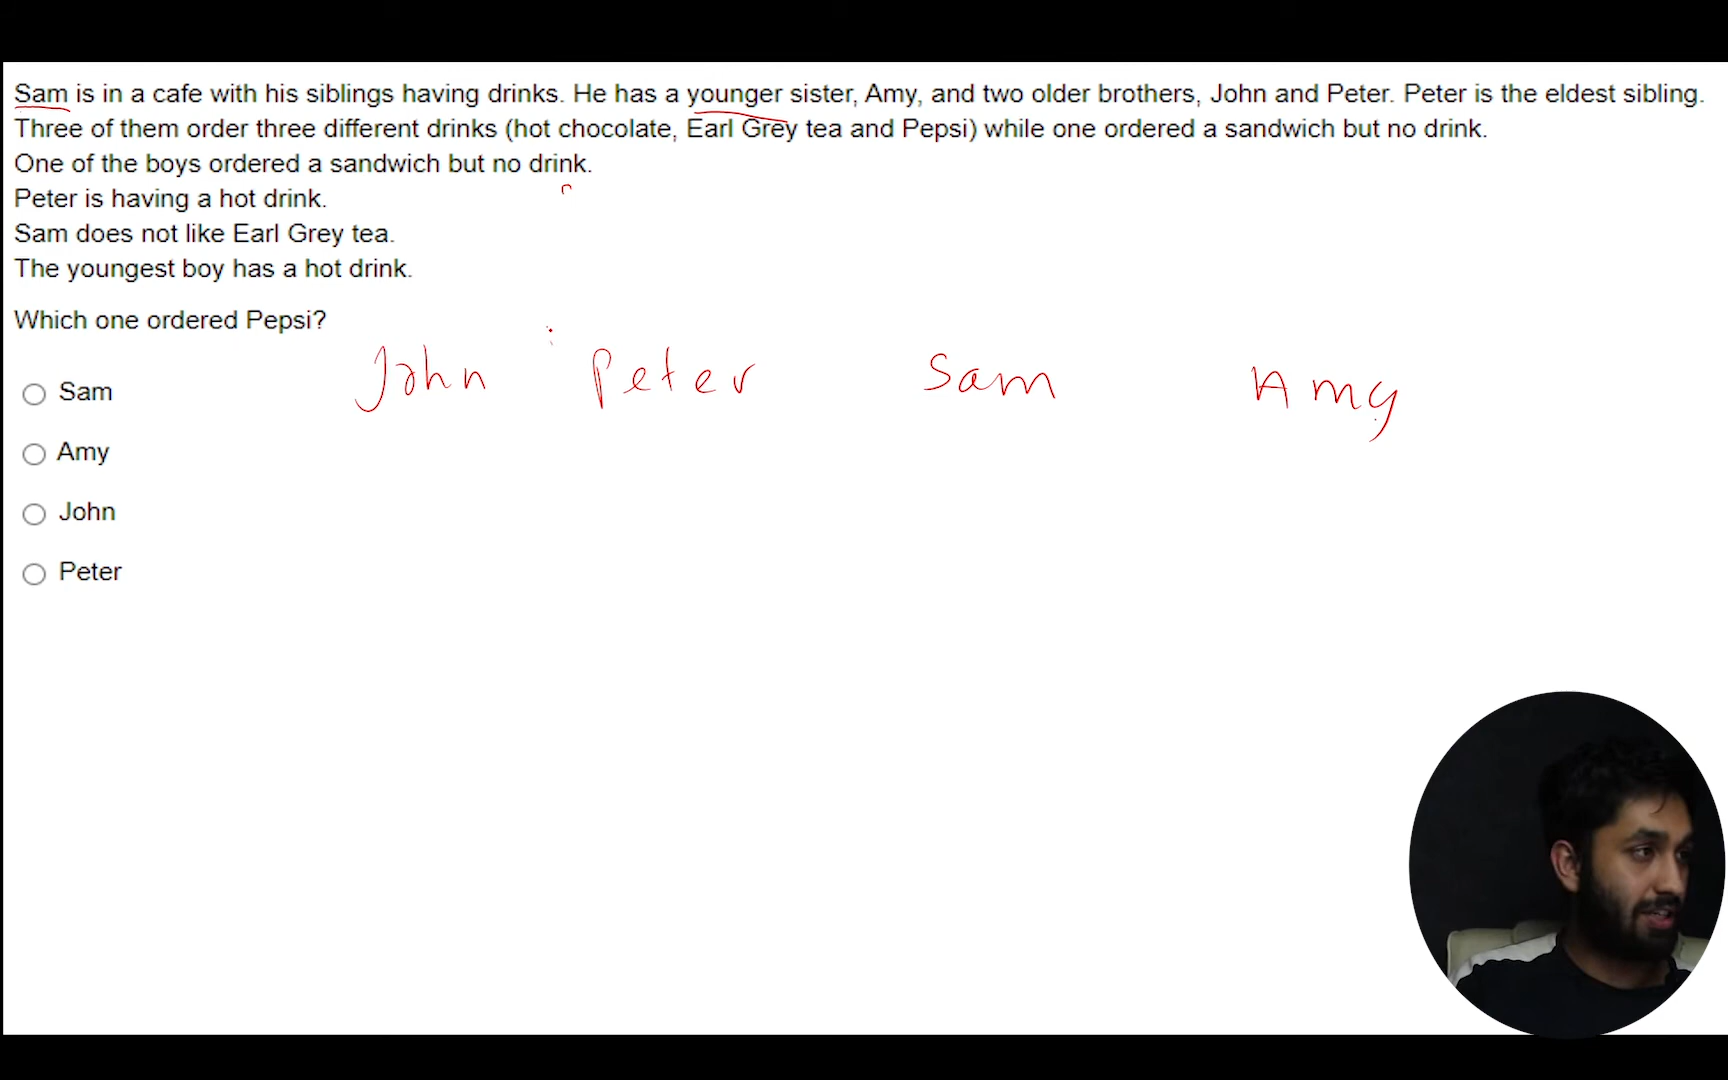 Sam is in a cafe with his siblings having drinks. He has a younger sister, Amy, and two older brothers, John and Peter. Peter is the eldest sibling.
Three of them order three different drinks (hot chocolate, Earl Grey tea and Pepsi) while one ordered a sandwich but no drink.
One of the boys ordered a sandwich but no drink.
Peter is having a hot drink.
Sam does not like Earl Grey tea.
The youngest boy has a hot drink.
Which one ordered Pepsi?
John Peter Sam Amy
Sam
Amy
John
Peter